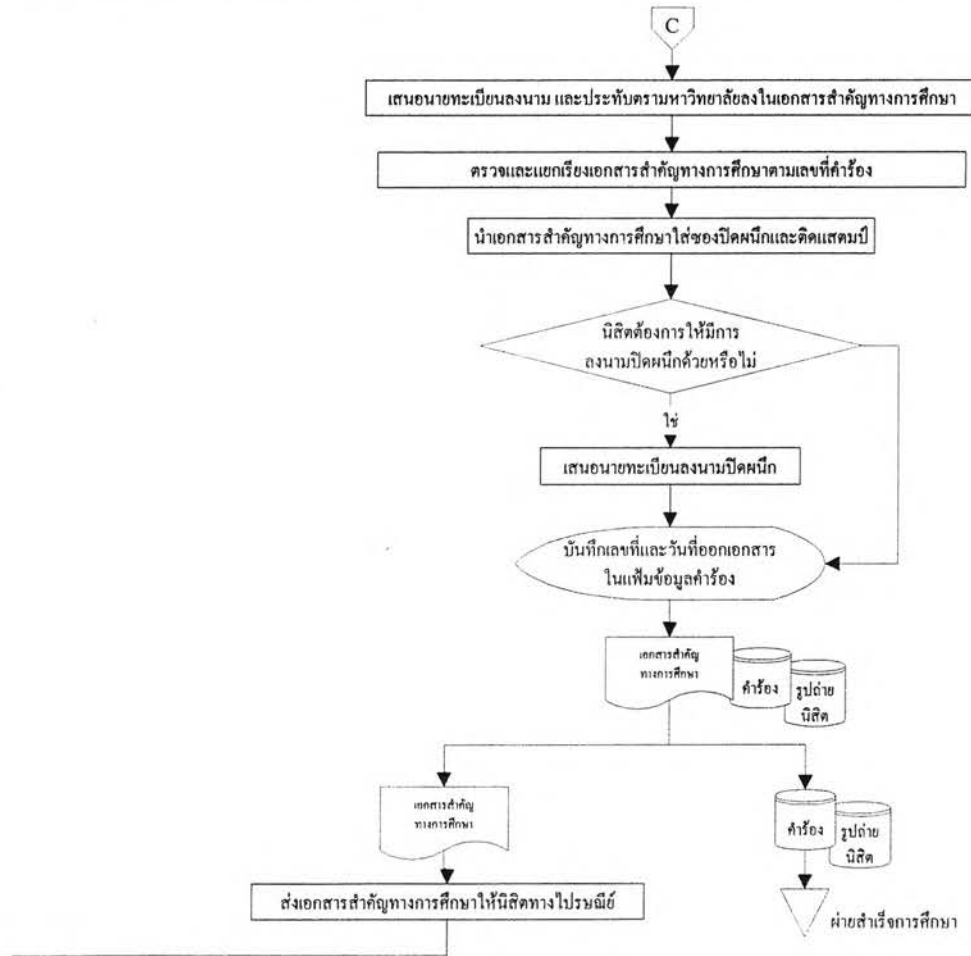 C
เสนอนายทะเบียนลงนาม และประทับตรามหาวิทยาลัยลงในเอกสารสำคัญทางการศึกษา
ตรวจและแยกเรียงเอกสารสำคัญทางการศึกษาตามเลขที่คำร้อง
นำเอกสารสำคัญทางการศึกษาใส่ซองปิดผนึกและติดแสตมป์
นิสิตต้องการให้มีการ
ลงนามปิดผนึกด้วยหรือไม่
ใช่
เสนอนายทะเบียนลงนามปิดผนึก
บันทึกเลขที่และวันที่ออกเอกสาร
ในแฟ้มข้อมูลคำร้อง
เอกสารสำคัญ
ทางการศึกษา
คำร้อง
รูปถ่าย
นิสิต
เอกสารสำคัญ
ทางการศึกษา
คำร้อง
รูปถ่าย
นิสิต
ส่งเอกสารสำคัญทางการศึกษาให้นิสิตทางไปรษณีย์
ฝ่ายสำเร็จการศึกษา